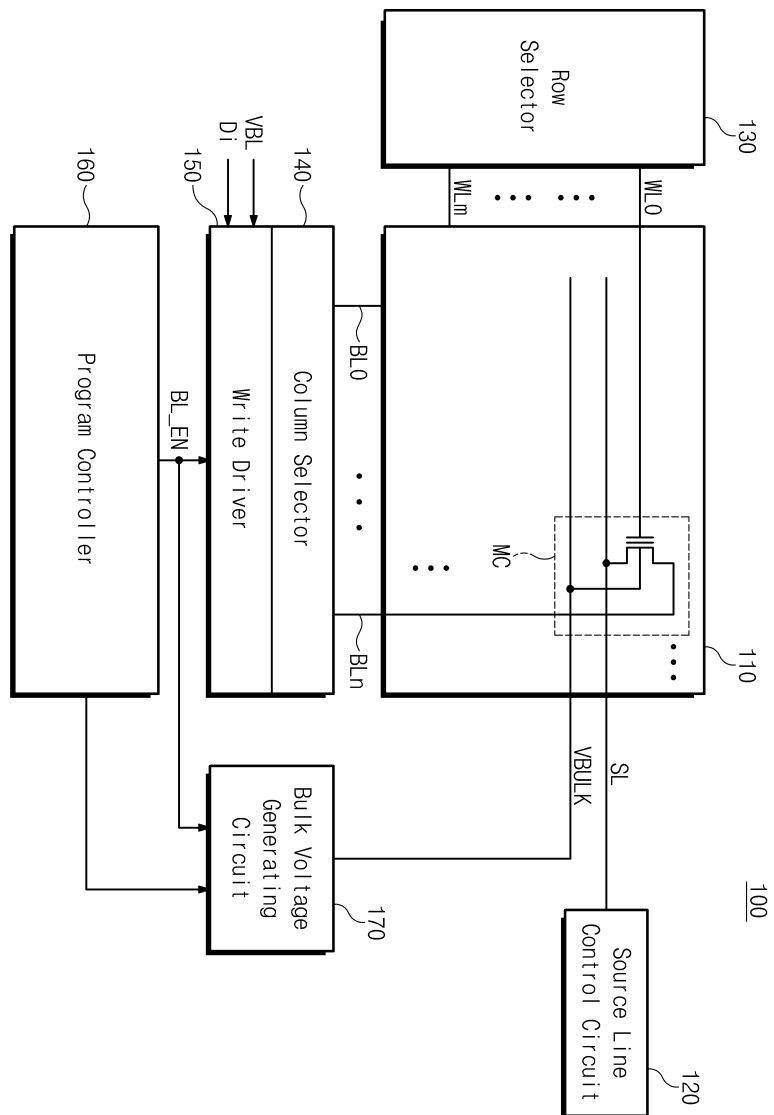 100
130
Row
Selector
WL0
WLm
110
MC
SL
VBULK
Source Line
Control Circuit
120
BL0
BLn
VBL
Di
140
Column Selector
150
Write Driver
Bulk Voltage
Generating
Circuit
170
BL_EN
160
Program Controller